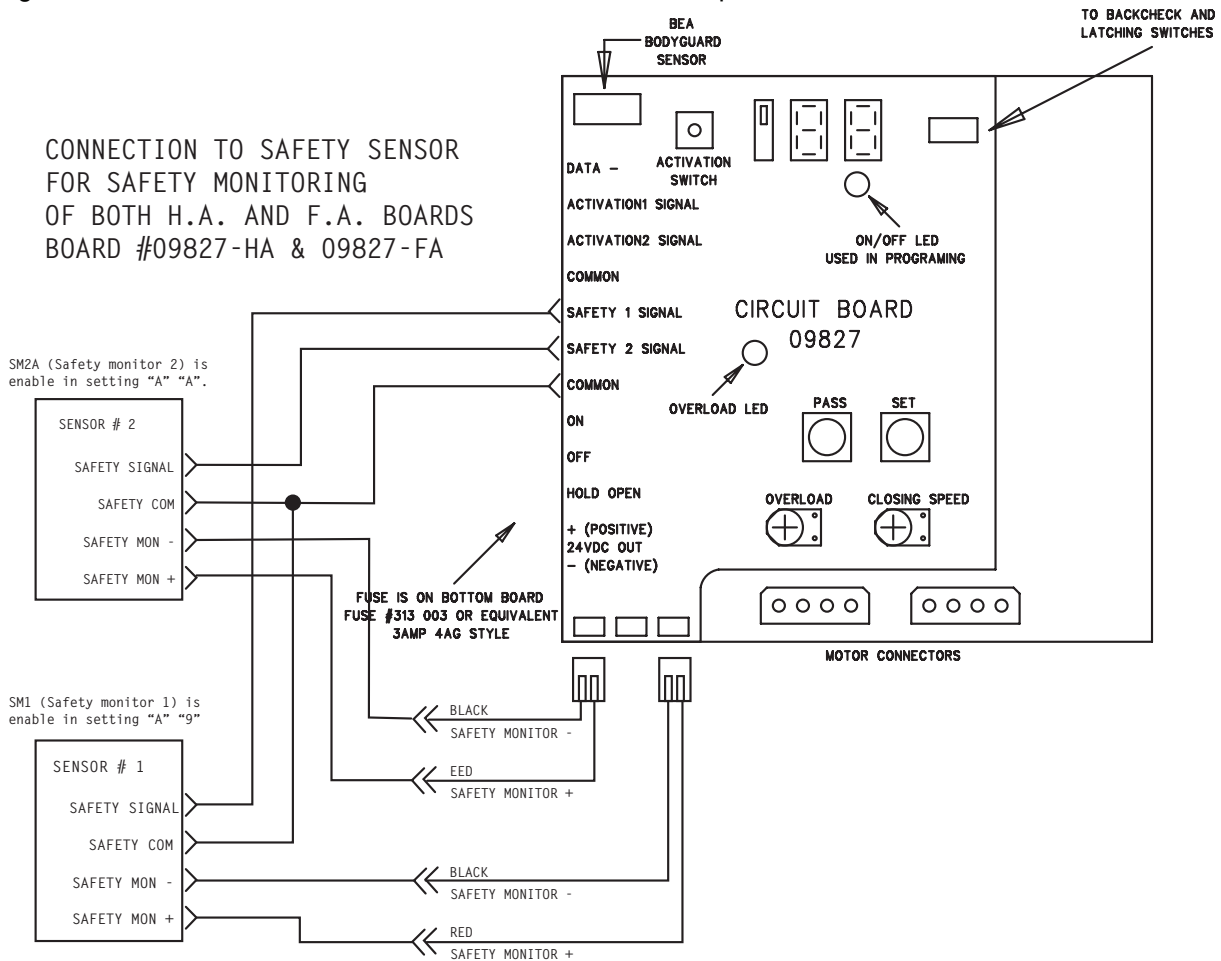 TO BACKCHECK AND
LATCHING SWITCHES
BEA
BODYGUARD
SENSOR
CONNECTION TO SAFETY SENSOR
FOR SAFETY MONITORING
OF BOTH H.A. AND F.A. BOARDS
BOARD #09827-HA & 09827-FA
DATA -
ACTIVATION
SWITCH
ACTIVATION1 SIGNAL
ACTIVATION2 SIGNAL
COMMON
SAFETY 1 SIGNAL
SAFETY 2 SIGNAL
COMMON
ON
OFF
HOLD OPEN
+ (POSITIVE)
24VDC OUT
- (NEGATIVE)
ON/OFF LED
USED IN PROGRAMING
CIRCUIT BOARD
09827
OVERLOAD LED
PASS
SET
OVERLOAD
CLOSING SPEED
MOTOR CONNECTORS
FUSE IS ON BOTTOM BOARD
FUSE #313 003 OR EQUIVALENT
3AMP 4AG STYLE
SM2A (Safety monitor 2) is
enable in setting “A” “A”.
SENSOR # 2
SAFETY SIGNAL
SAFETY COM
SAFETY MON -
SAFETY MON +
SM1 (Safety monitor 1) is
enable in setting “A” “9”
SENSOR # 1
SAFETY SIGNAL
SAFETY COM
SAFETY MON -
SAFETY MON +
BLACK
SAFETY MONITOR -
EED
SAFETY MONITOR +
BLACK
SAFETY MONITOR -
RED
SAFETY MONITOR +